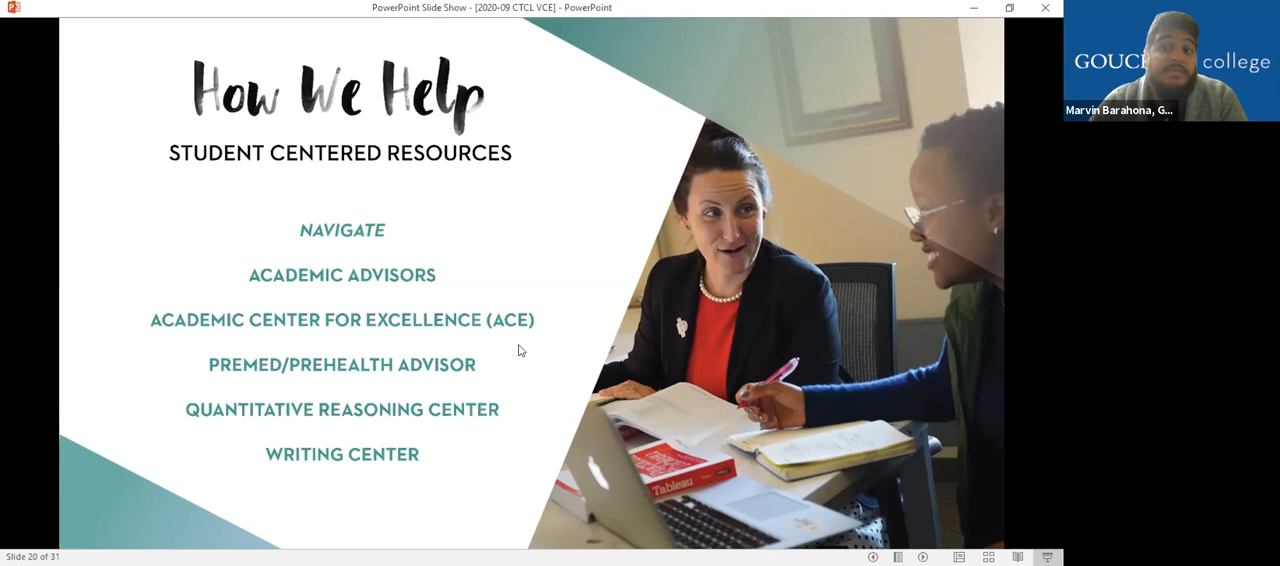 PowerPoint Slide Show - [2020-09 CTCL VCE] - PowerPoint
How We Help
STUDENT CENTERED RESOURCES
NAVIGATE
ACADEMIC ADVISORS
ACADEMIC CENTER FOR EXCELLENCE (ACE)
PREMED/PREHEALTH ADVISOR
QUANTITATIVE REASONING CENTER
WRITING CENTER
Tableau
Slide 20 of 31
GOUC college
Marvin Barahona, G...